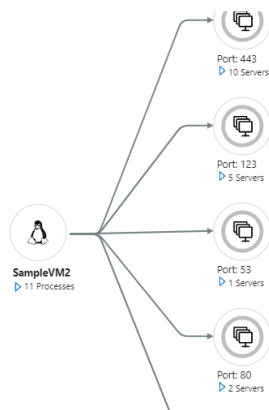 Port: 443
10 Servers
Port: 123
5 Servers
Port: 53
1 Servers
SampleVM2
11 Processes
Port: 80
2 Servers